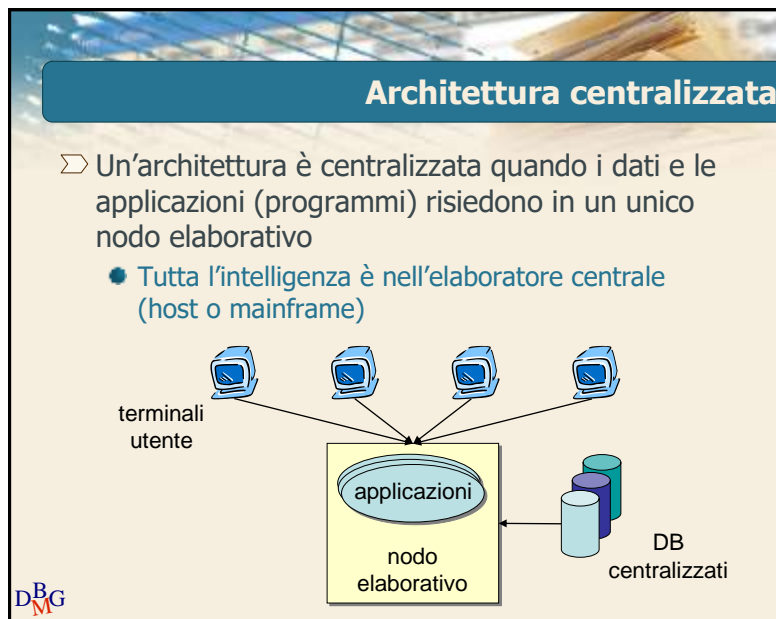 Architettura centralizzata
Un'architettura è centralizzata quando i dati e le
applicazioni (programmi) risiedono in un unico
nodo elaborativo
Tutta l'intelligenza è nell'elaboratore centrale
(host o mainframe)
terminali
utente
applicazioni
nodo
elaborativo
DB
centralizzati
DBMG